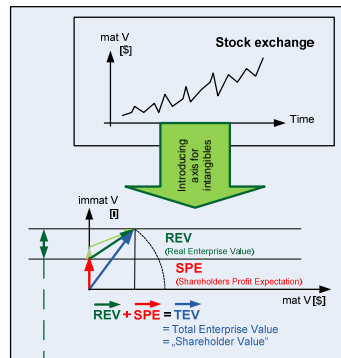 mat V
[$]
Stock exchange
Time
Introducing
axis for
intangibles
immat V
[i]
REV
(Real Enterprise Value)
SPE
(Shareholders Profit Expectation)
mat V [$]
REV + SPE = TEV
= Total Enterprise Value
= „Shareholder Value"